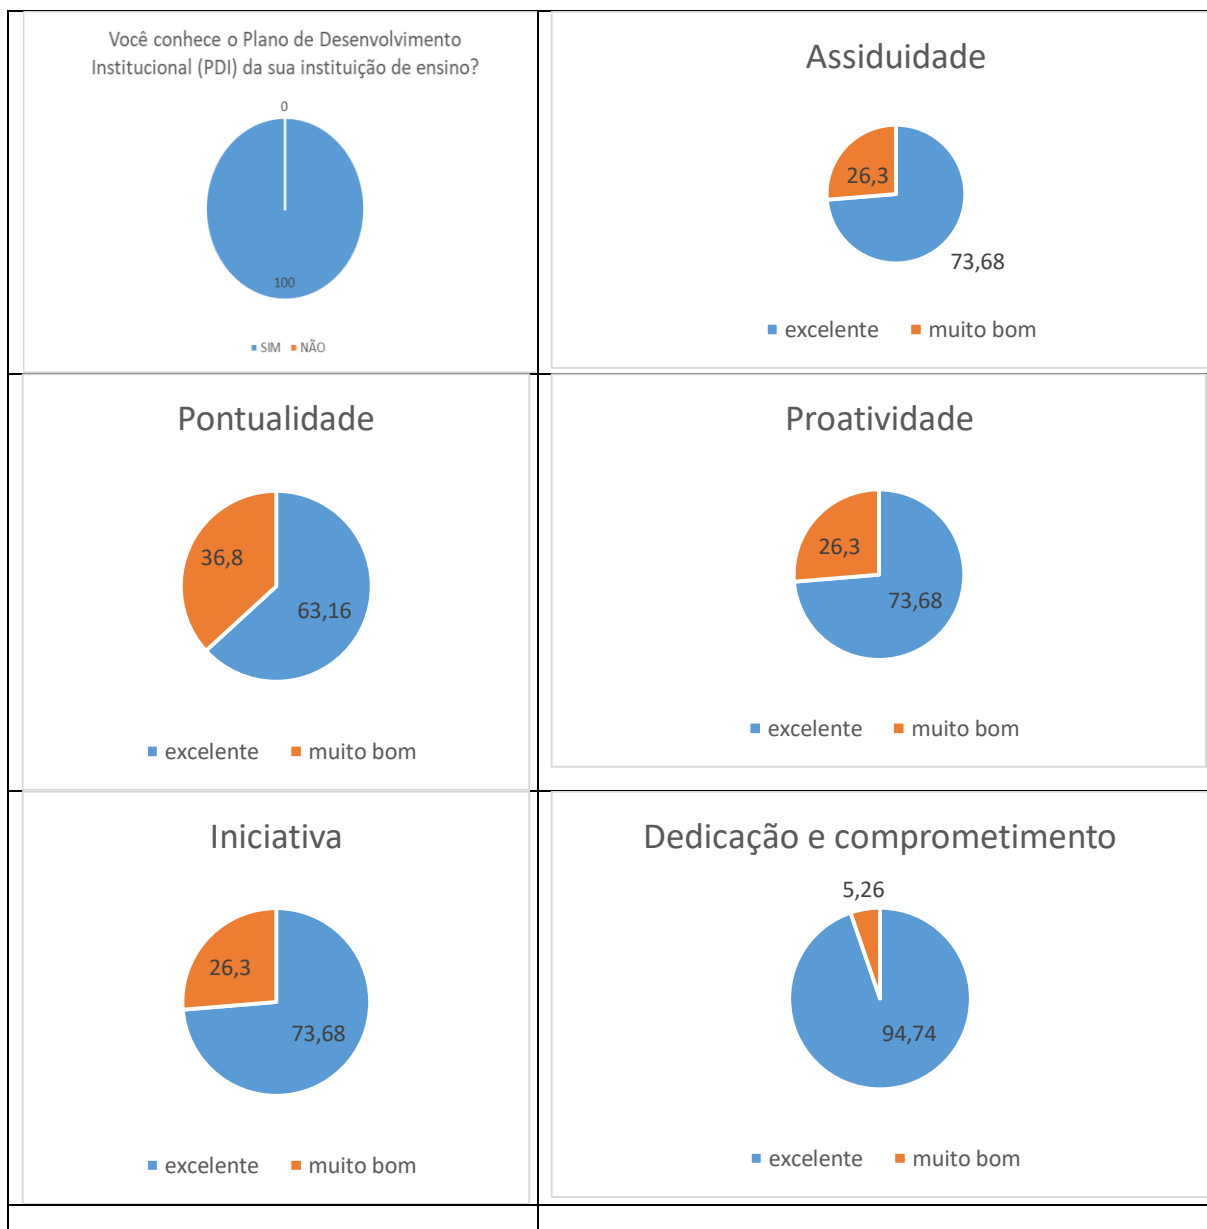 Você conhece o Plano de Desenvolvimento
Institucional (PDI) da sua instituição de ensino?
0
100
SIM NÃO
Assiduidade
26,3
73,68
excelente muito bom
Pontualidade
36,8
63,16
excelente muito bom
Proatividade
26,3
73,68
excelente muito bom
Iniciativa
26,3
73,68
excelente muito bom
Dedicação e comprometimento
5,26
94,74
excelente muito bom